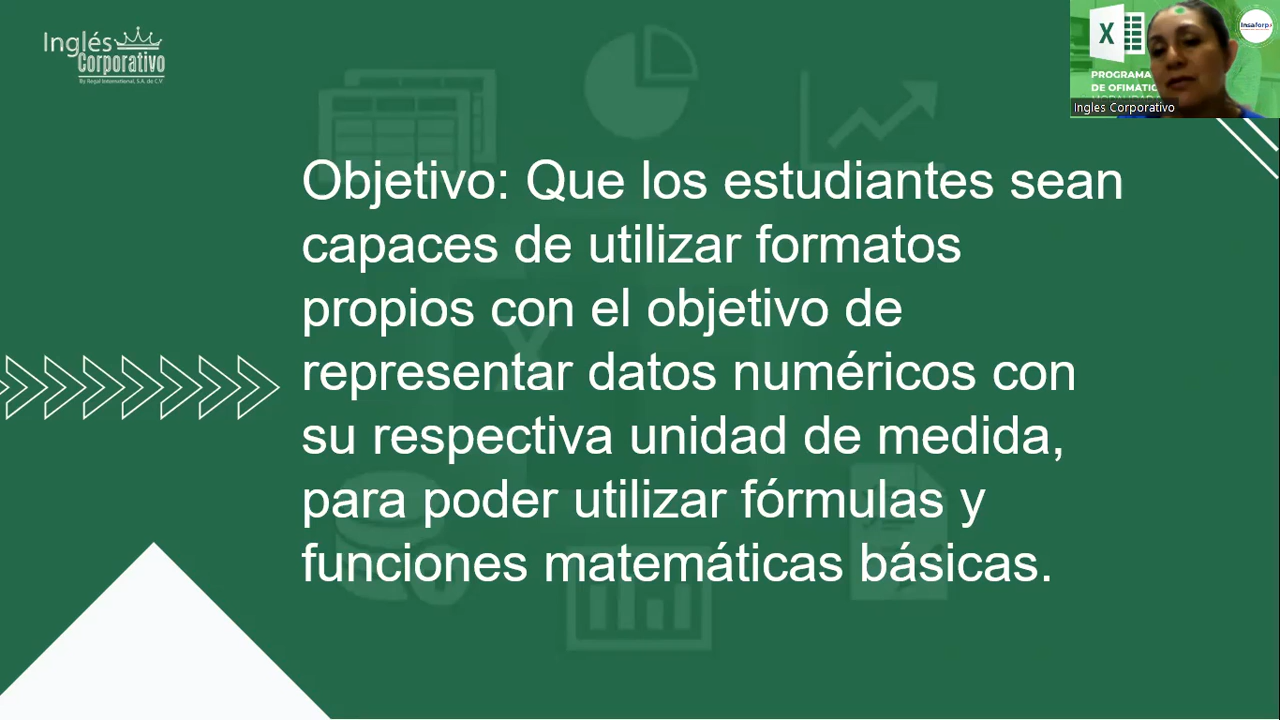 Inglés
Corporativo
By Regal International, S.A. de C.V
Objetivo: Que los estudiantes sean
capaces de utilizar formatos
propios con el objetivo de
representar datos numéricos con
su respectiva unidad de medida,
para poder utilizar fórmulas y
funciones matemáticas básicas.
X
Insaforp
PROGRAMA
DE OFIMÁTIC
Ingles Corporativo